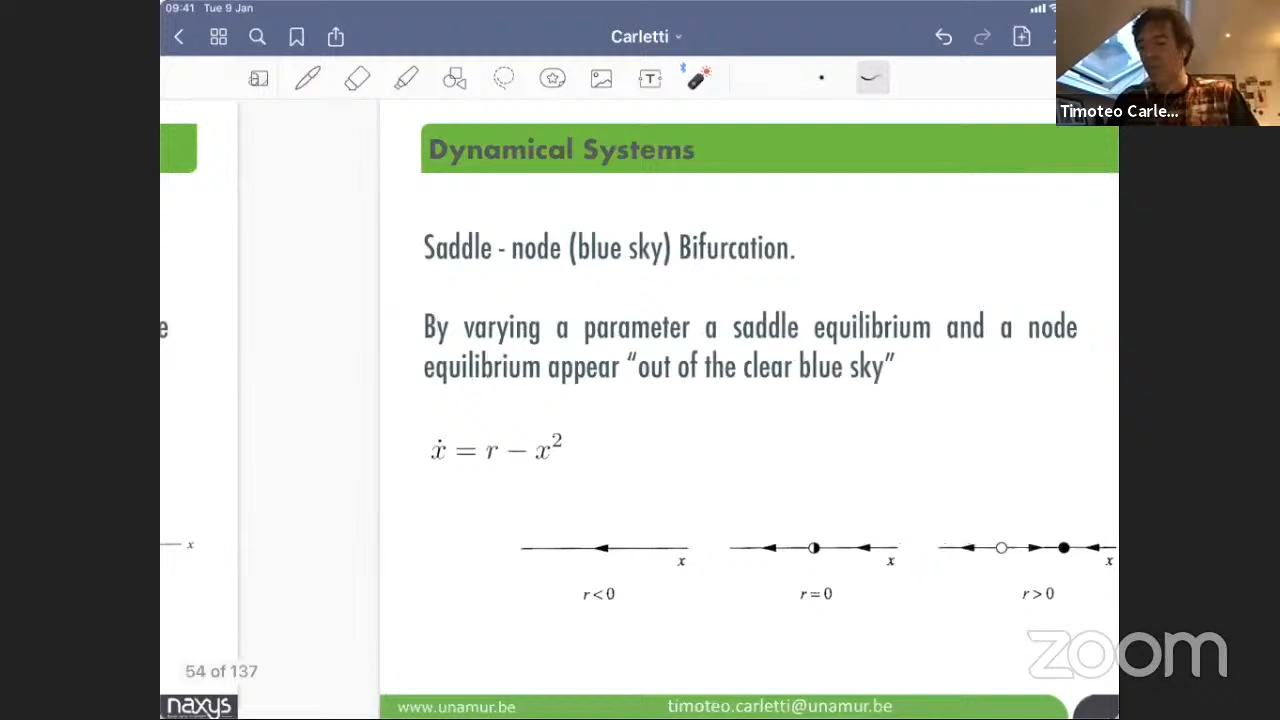 09:41 Tue 9 Jan
Carletti
T
Timoteo Carle...
Dynamical Systems
Saddle - node (blue sky) Bifurcation.
By varying a parameter a saddle equilibrium and a node
equilibrium appear “out of the clear blue sky”
ẋ = r − x²
e
x
x
x
x
r < 0
r = 0
r > 0
54 of 137
zoom
naxys
www.unamur.be
timoteo.carletti@unamur.be